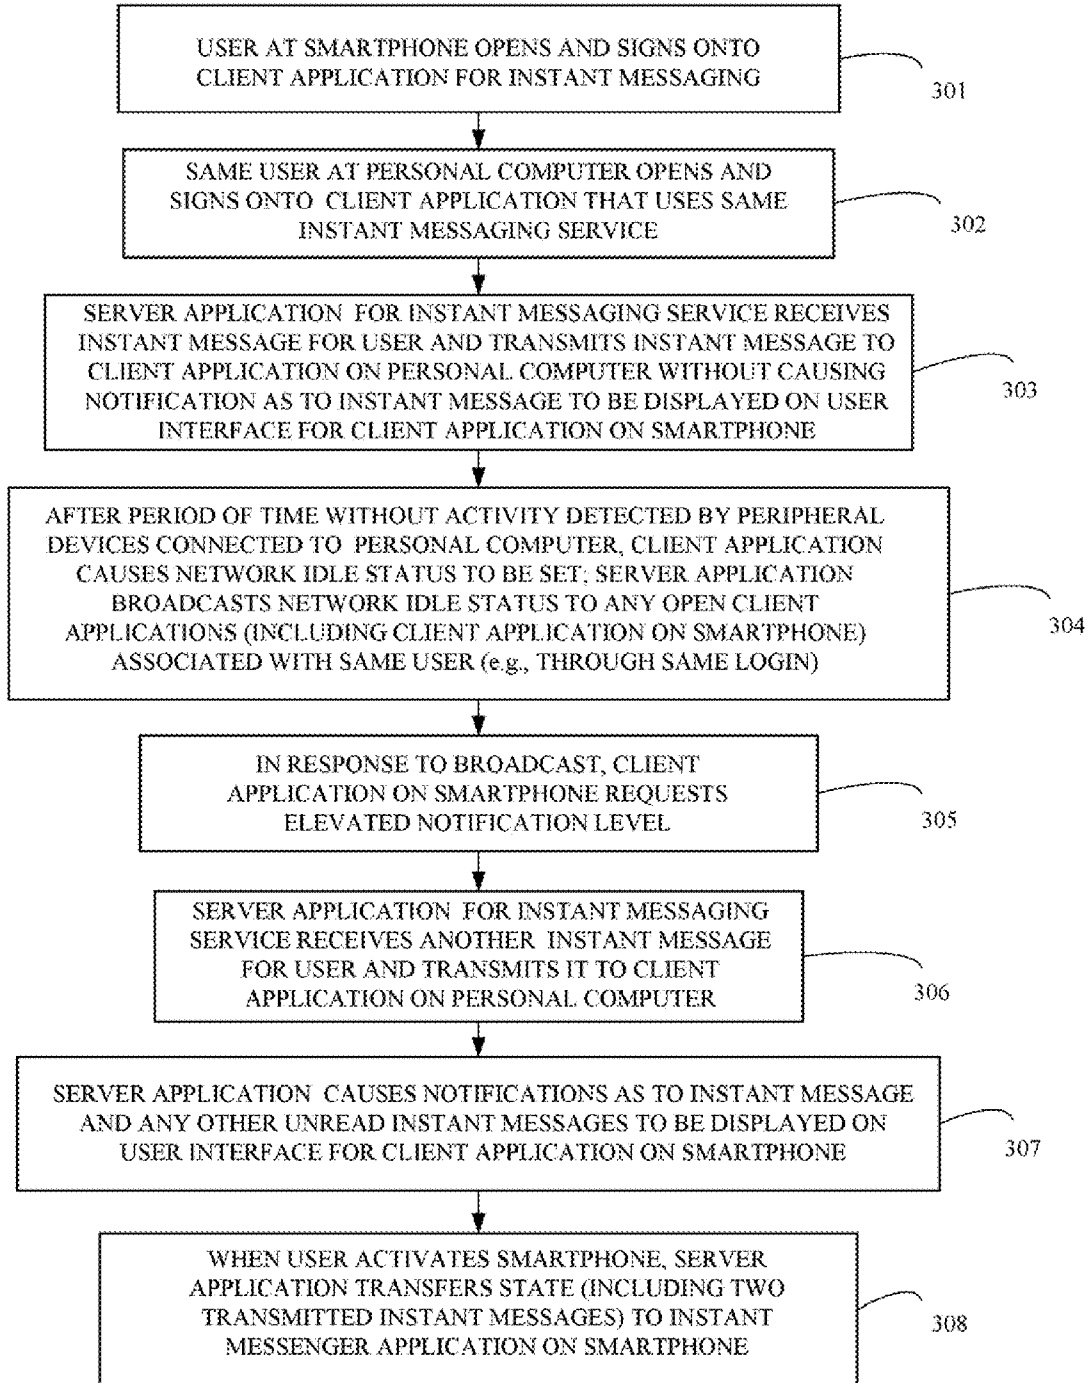 USER AT SMARTPHONE OPENS AND SIGNS ONTO
CLIENT APPLICATION FOR INSTANT MESSAGING
301
SAME USER AT PERSONAL COMPUTER OPENS AND
SIGNS ONTO CLIENT APPLICATION THAT USES SAME
INSTANT MESSAGING SERVICE
302
SERVER APPLICATION FOR INSTANT MESSAGING SERVICE RECEIVES
INSTANT MESSAGE FOR USER AND TRANSMITS INSTANT MESSAGE TO
CLIENT APPLICATION ON PERSONAL COMPUTER WITHOUT CAUSING
NOTIFICATION AS TO INSTANT MESSAGE TO BE DISPLAYED ON USER
INTERFACE FOR CLIENT APPLICATION ON SMARTPHONE
303
AFTER PERIOD OF TIME WITHOUT ACTIVITY DETECTED BY PERIPHERAL
DEVICES CONNECTED TO PERSONAL COMPUTER, CLIENT APPLICATION
CAUSES NETWORK IDLE STATUS TO BE SET; SERVER APPLICATION
BROADCASTS NETWORK IDLE STATUS TO ANY OPEN CLIENT
APPLICATIONS (INCLUDING CLIENT APPLICATION ON SMARTPHONE)
ASSOCIATED WITH SAME USER (e.g., THROUGH SAME LOGIN)
304
IN RESPONSE TO BROADCAST, CLIENT
APPLICATION ON SMARTPHONE REQUESTS
ELEVATED NOTIFICATION LEVEL
305
SERVER APPLICATION FOR INSTANT MESSAGING
SERVICE RECEIVES ANOTHER INSTANT MESSAGE
FOR USER AND TRANSMITS IT TO CLIENT
APPLICATION ON PERSONAL COMPUTER
306
SERVER APPLICATION CAUSES NOTIFICATIONS AS TO INSTANT MESSAGE
AND ANY OTHER UNREAD INSTANT MESSAGES TO BE DISPLAYED ON
USER INTERFACE FOR CLIENT APPLICATION ON SMARTPHONE
307
WHEN USER ACTIVATES SMARTPHONE, SERVER
APPLICATION TRANSFERS STATE (INCLUDING TWO
TRANSMITTED INSTANT MESSAGES) TO INSTANT
MESSENGER APPLICATION ON SMARTPHONE
308